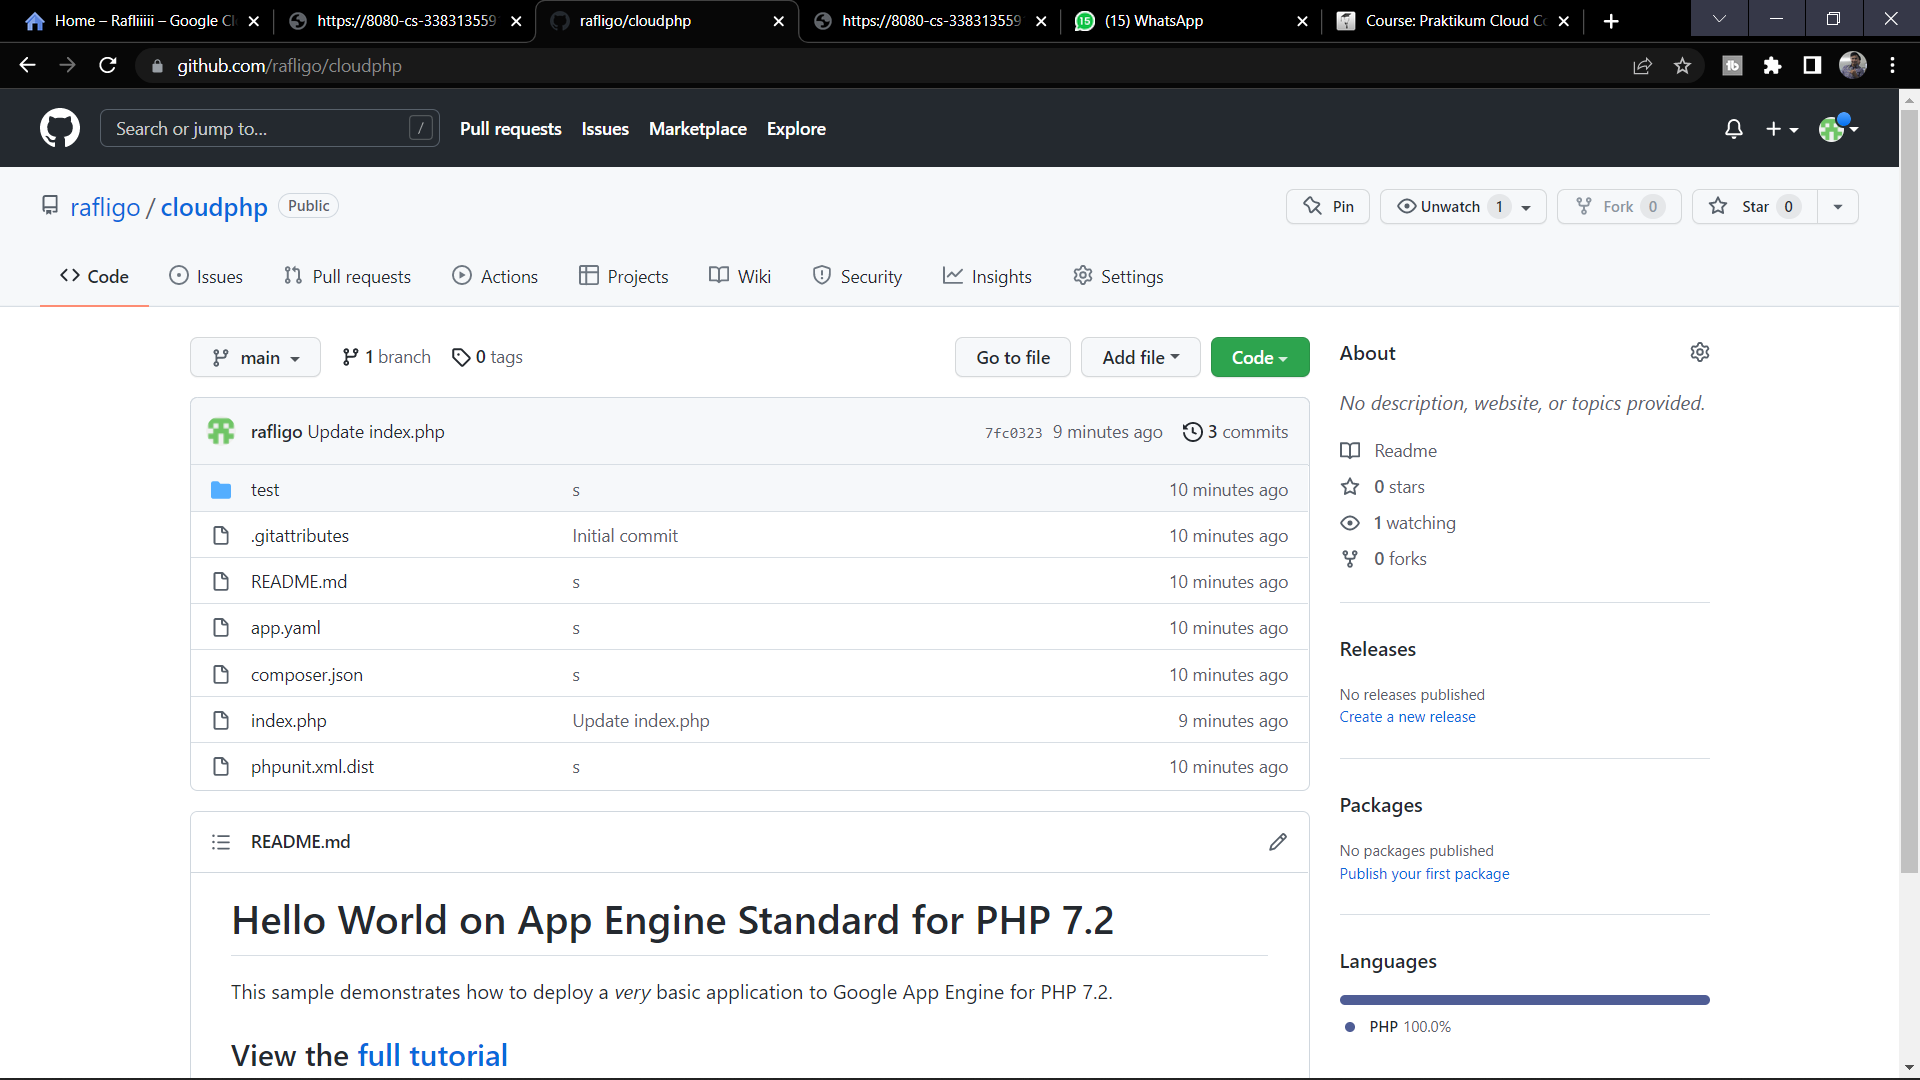 Home – Rafliiiii – Google Cl
https://8080-cs-338313559
rafligo/cloudphp
https://8080-cs-338313559
(15) WhatsApp
Course: Praktikum Cloud Co
github.com/rafligo/cloudphp
Search or jump to... /
Pull requests Issues Marketplace Explore
rafligo / cloudphp Public
Pin
Unwatch 1
Fork 0
Star 0
Code Issues Pull requests Actions Projects Wiki Security Insights Settings
main 1 branch 0 tags
Go to file Add file Code
rafligo Update index.php 7fc0323 9 minutes ago 3 commits
test s 10 minutes ago
.gitattributes Initial commit 10 minutes ago
README.md s 10 minutes ago
app.yaml s 10 minutes ago
composer.json s 10 minutes ago
index.php Update index.php 9 minutes ago
phpunit.xml.dist s 10 minutes ago
README.md
Hello World on App Engine Standard for PHP 7.2
This sample demonstrates how to deploy a very basic application to Google App Engine for PHP 7.2.
View the full tutorial
About
No description, website, or topics provided.
Readme
0 stars
1 watching
0 forks
Releases
No releases published
Create a new release
Packages
No packages published
Publish your first package
Languages
PHP 100.0%